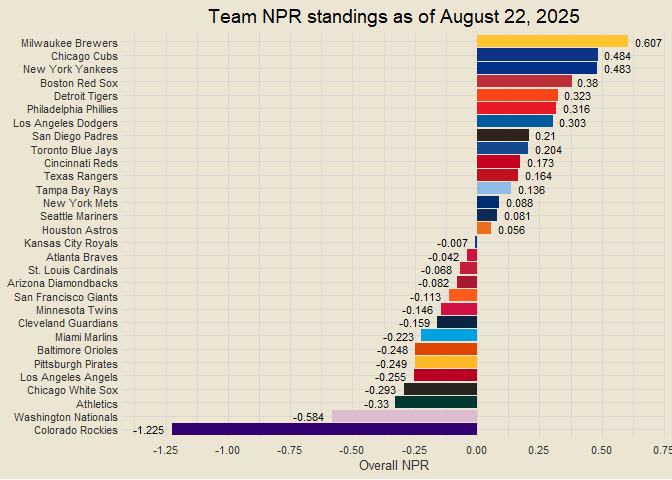 Team NPR standings as of August 22, 2025
Milwaukee Brewers 0.607
Chicago Cubs 0.484
New York Yankees 0.483
Boston Red Sox 0.38
Detroit Tigers 0.323
Philadelphia Phillies 0.316
Los Angeles Dodgers 0.303
San Diego Padres 0.21
Toronto Blue Jays 0.204
Cincinnati Reds 0.173
Texas Rangers 0.164
Tampa Bay Rays 0.136
New York Mets 0.088
Seattle Mariners 0.081
Houston Astros 0.056
Kansas City Royals -0.007
Atlanta Braves -0.042
St. Louis Cardinals -0.068
Arizona Diamondbacks -0.082
San Francisco Giants -0.113
Minnesota Twins -0.146
Cleveland Guardians -0.159
Miami Marlins -0.223
Baltimore Orioles -0.248
Pittsburgh Pirates -0.249
Los Angeles Angels -0.255
Chicago White Sox -0.293
Athletics -0.33
Washington Nationals -0.584
Colorado Rockies -1.225
-1.25 -1.00 -0.75 -0.50 -0.25 0.00 0.25 0.50 0.75
Overall NPR